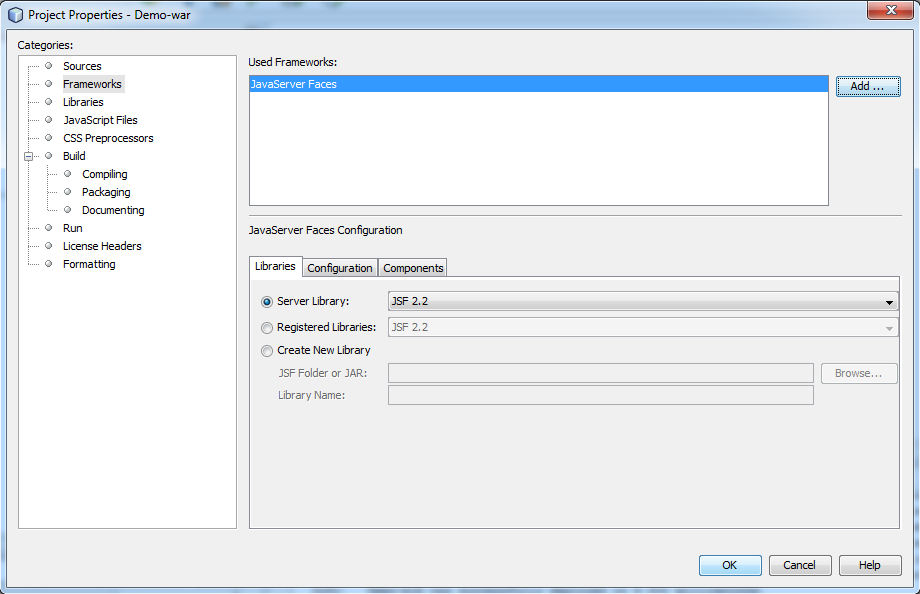 Project Properties - Demo-war
Categories:
Sources
Frameworks
Libraries
JavaScript Files
CSS Preprocessors
Build
Compiling
Packaging
Documenting
Run
License Headers
Formatting
Used Frameworks:
JavaServer Faces
Add ...
JavaServer Faces Configuration
Libraries Configuration Components
Server Library: JSF 2.2
Registered Libraries: JSF 2.2
Create New Library
JSF Folder or JAR: Browse...
Library Name:
OK Cancel Help